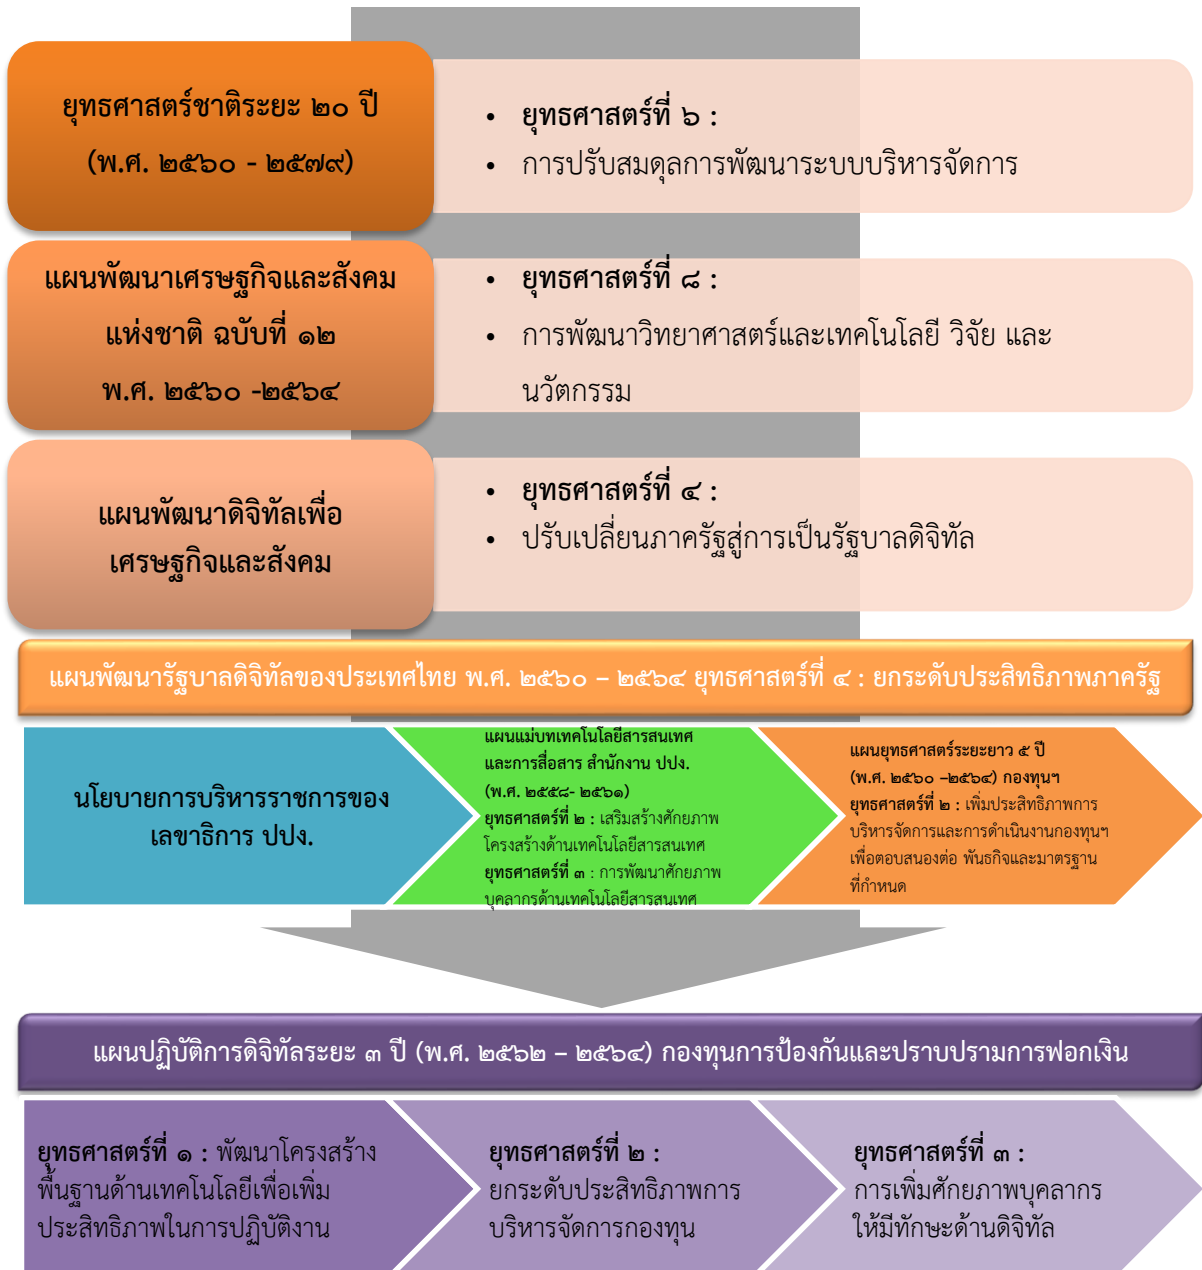 ยุทธศาสตร์ชาติระยะ ๒๐ ปี
(พ.ศ. ๒๕๖๐ - ๒๕๗๙)
• ยุทธศาสตร์ที่ ๖ :
• การปรับสมดุลการพัฒนาระบบบริหารจัดการ
แผนพัฒนาเศรษฐกิจและสังคม
แห่งชาติ ฉบับที่ ๑๒
พ.ศ. ๒๕๖๐ -๒๕๖๔
• ยุทธศาสตร์ที่ ๘ :
• การพัฒนาวิทยาศาสตร์และเทคโนโลยี วิจัย และ
นวัตกรรม
แผนพัฒนาดิจิทัลเพื่อ
เศรษฐกิจและสังคม
• ยุทธศาสตร์ที่ ๔ :
• ปรับเปลี่ยนภาครัฐสู่การเป็นรัฐบาลดิจิทัล
แผนพัฒนารัฐบาลดิจิทัลของประเทศไทย พ.ศ. ๒๕๖๐ – ๒๕๖๔ ยุทธศาสตร์ที่ ๔ : ยกระดับประสิทธิภาพภาครัฐ
นโยบายการบริหารราชการของ
เลขาธิการ ปปง.
แผนแม่บทเทคโนโลยีสารสนเทศ
และการสื่อสาร สำนักงาน ปปง.
(พ.ศ. ๒๕๕๘- ๒๕๖๑)
ยุทธศาสตร์ที่ ๒ : เสริมสร้างศักยภาพ
โครงสร้างด้านเทคโนโลยีสารสนเทศ
ยุทธศาสตร์ที่ ๓ : การพัฒนาศักยภาพ
บุคลากรด้านเทคโนโลยีสารสนเทศ
แผนยุทธศาสตร์ระยะยาว ๕ ปี
(พ.ศ. ๒๕๖๐ –๒๕๖๔) กองทุนฯ
ยุทธศาสตร์ที่ ๒ : เพิ่มประสิทธิภาพการ
บริหารจัดการและการดำเนินงานกองทุนฯ
เพื่อตอบสนองต่อ พันธกิจและมาตรฐาน
ที่กำหนด
แผนปฏิบัติการดิจิทัลระยะ ๓ ปี (พ.ศ. ๒๕๖๒ – ๒๕๖๔) กองทุนการป้องกันและปราบปรามการฟอกเงิน
ยุทธศาสตร์ที่ ๑ : พัฒนาโครงสร้าง
พื้นฐานด้านเทคโนโลยีเพื่อเพิ่ม
ประสิทธิภาพในการปฏิบัติงาน
ยุทธศาสตร์ที่ ๒ :
ยกระดับประสิทธิภาพการ
บริหารจัดการกองทุน
ยุทธศาสตร์ที่ ๓ :
การเพิ่มศักยภาพบุคลากร
ให้มีทักษะด้านดิจิทัล